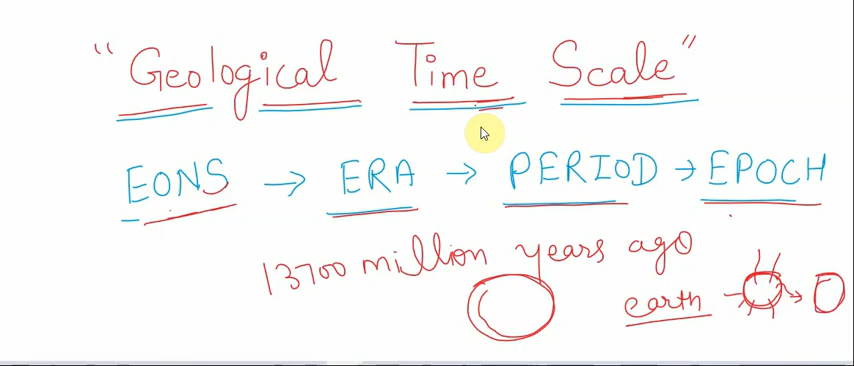 "Geological Time Scale"
EONS → ERA → PERIOD → EPOCH
13700 million years ago
earth